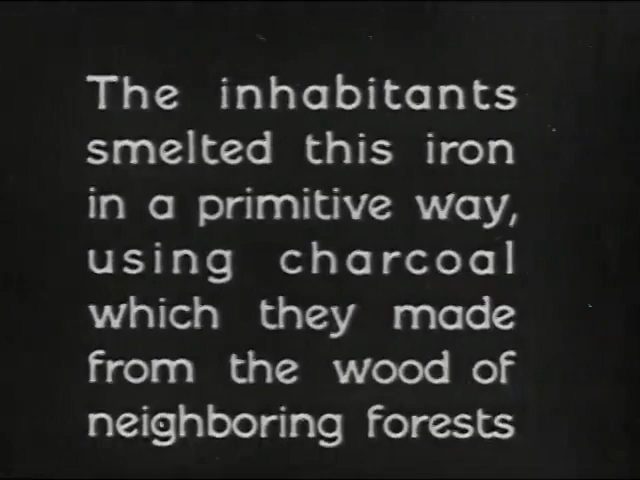 The inhabitants
smelted this iron
in a primitive way,
using charcoal
which they made
from the wood of
neighboring forests